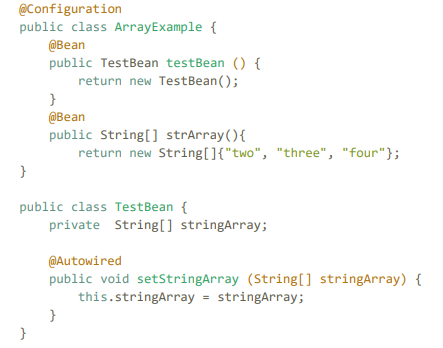 @Configuration
public class ArrayExample {
    @Bean
    public TestBean testBean () {
        return new TestBean();
    }
    @Bean
    public String[] strArray(){
        return new String[]{"two", "three", "four"};
}

public class TestBean {
    private  String[] stringArray;

    @Autowired
    public void setStringArray (String[] stringArray) {
        this.stringArray = stringArray;
    }
}